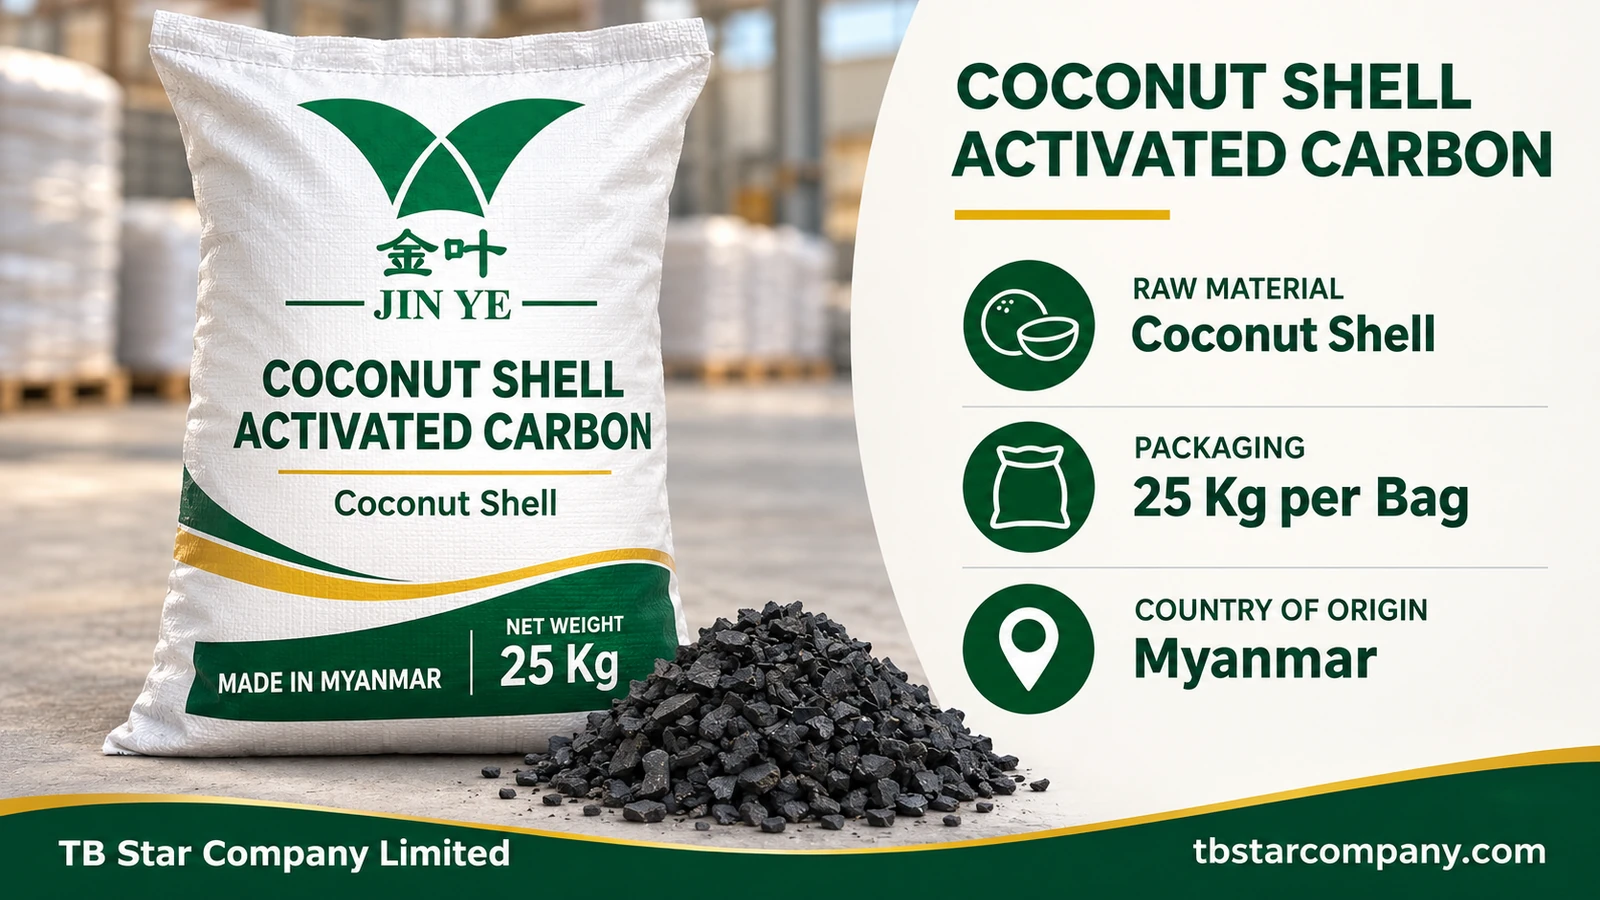 金叶
JIN YE
COCONUT SHELL
ACTIVATED CARBON
Coconut Shell
MADE IN MYANMAR
NET WEIGHT
25 Kg
COCONUT SHELL
ACTIVATED CARBON
RAW MATERIAL
Coconut Shell
PACKAGING
25 Kg per Bag
COUNTRY OF ORIGIN
Myanmar
TB Star Company Limited
tbstarcompany.com